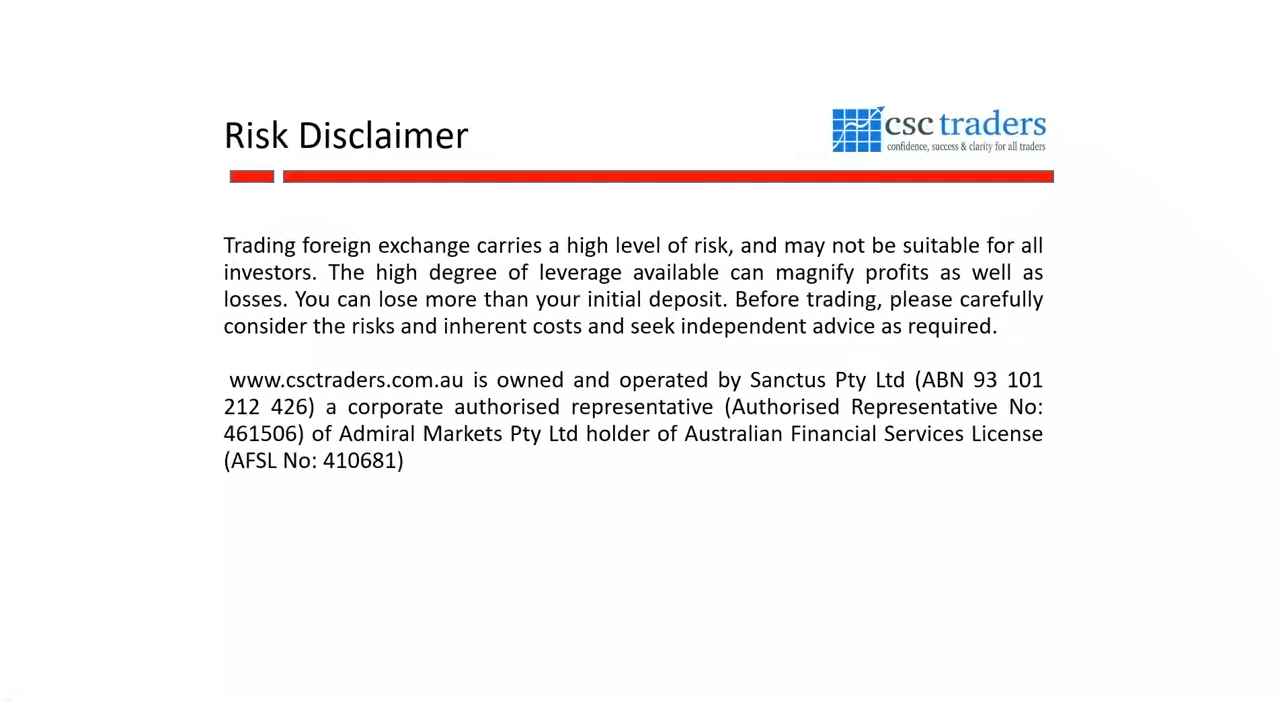 Risk Disclaimer
csc traders
confidence, success & clarity for all traders
Trading foreign exchange carries a high level of risk, and may not be suitable for all
investors. The high degree of leverage available can magnify profits as well as
losses. You can lose more than your initial deposit. Before trading, please carefully
consider the risks and inherent costs and seek independent advice as required.
www.csctraders.com.au is owned and operated by Sanctus Pty Ltd (ABN 93 101
212 426) a corporate authorised representative (Authorised Representative No:
461506) of Admiral Markets Pty Ltd holder of Australian Financial Services License
(AFSL No: 410681)